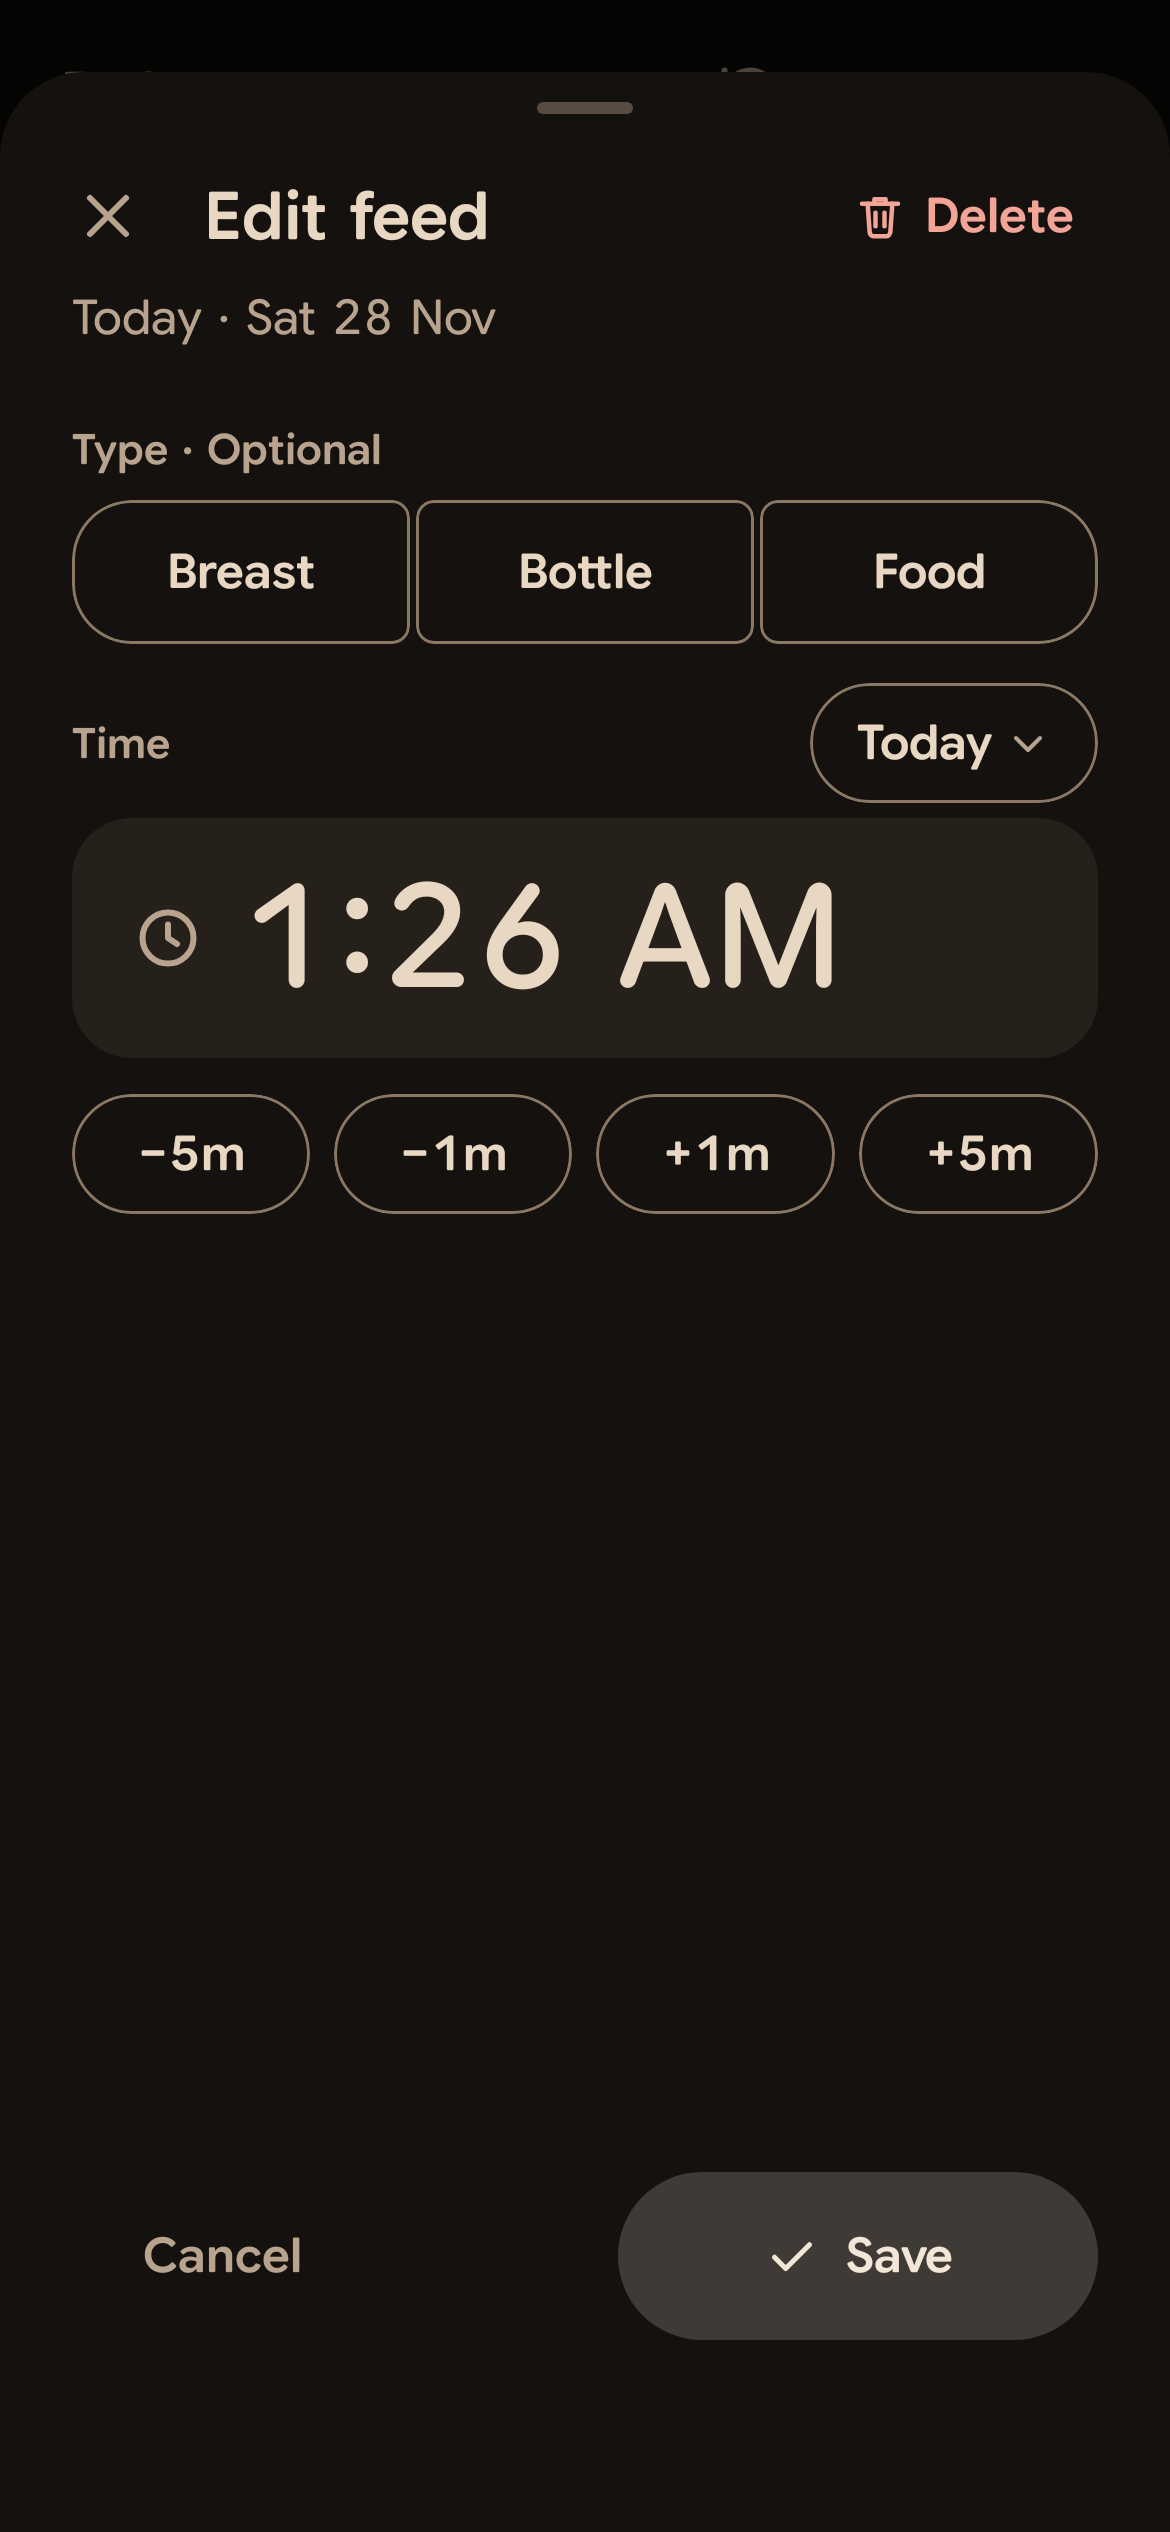 Edit feed
Delete
Today · Sat 28 Nov
Type · Optional
Breast
Bottle
Food
Time
Today
1:26 AM
−5m
−1m
+1m
+5m
Cancel
Save